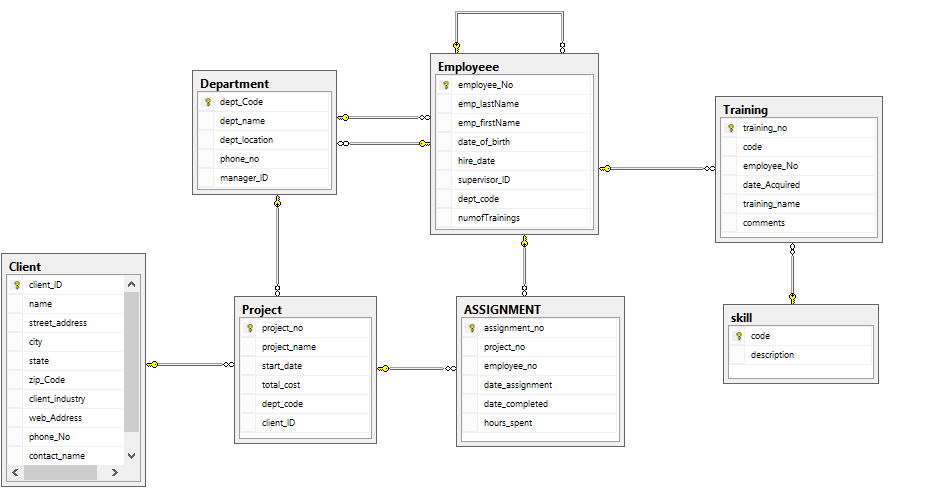 Department
dept_Code
dept_name
dept_location
phone_no
manager_ID
Employeee
employee_No
emp_lastName
emp_firstName
date_of_birth
hire_date
supervisor_ID
dept_code
numofTrainings
Training
training_no
code
employee_No
date_Acquired
training_name
comments
Client
client_ID
name
street_address
city
state
zip_Code
client_industry
web_Address
phone_No
contact_name
Project
project_no
project_name
start_date
total_cost
dept_code
client_ID
ASSIGNMENT
assignment_no
project_no
employee_no
date_assignment
date_completed
hours_spent
skill
code
description